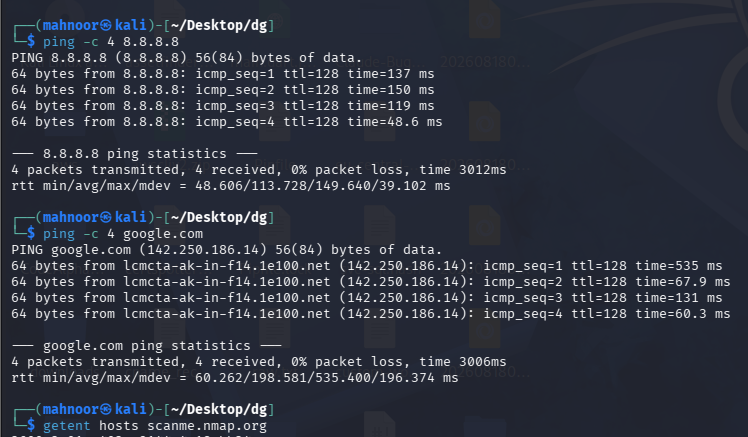 ┌──(mahnoor㉿kali)-[~/Desktop/dg]
└─$ ping -c 4 8.8.8.8
PING 8.8.8.8 (8.8.8.8) 56(84) bytes of data.
64 bytes from 8.8.8.8: icmp_seq=1 ttl=128 time=137 ms
64 bytes from 8.8.8.8: icmp_seq=2 ttl=128 time=150 ms
64 bytes from 8.8.8.8: icmp_seq=3 ttl=128 time=119 ms
64 bytes from 8.8.8.8: icmp_seq=4 ttl=128 time=48.6 ms

--- 8.8.8.8 ping statistics ---
4 packets transmitted, 4 received, 0% packet loss, time 3012ms
rtt min/avg/max/mdev = 48.606/113.728/149.640/39.102 ms

┌──(mahnoor㉿kali)-[~/Desktop/dg]
└─$ ping -c 4 google.com
PING google.com (142.250.186.14) 56(84) bytes of data.
64 bytes from lcmcta-ak-in-f14.1e100.net (142.250.186.14): icmp_seq=1 ttl=128 time=535 ms
64 bytes from lcmcta-ak-in-f14.1e100.net (142.250.186.14): icmp_seq=2 ttl=128 time=67.9 ms
64 bytes from lcmcta-ak-in-f14.1e100.net (142.250.186.14): icmp_seq=3 ttl=128 time=131 ms
64 bytes from lcmcta-ak-in-f14.1e100.net (142.250.186.14): icmp_seq=4 ttl=128 time=60.3 ms

--- google.com ping statistics ---
4 packets transmitted, 4 received, 0% packet loss, time 3006ms
rtt min/avg/max/mdev = 60.262/198.581/535.400/196.374 ms

┌──(mahnoor㉿kali)-[~/Desktop/dg]
└─$ getent hosts scanme.nmap.org